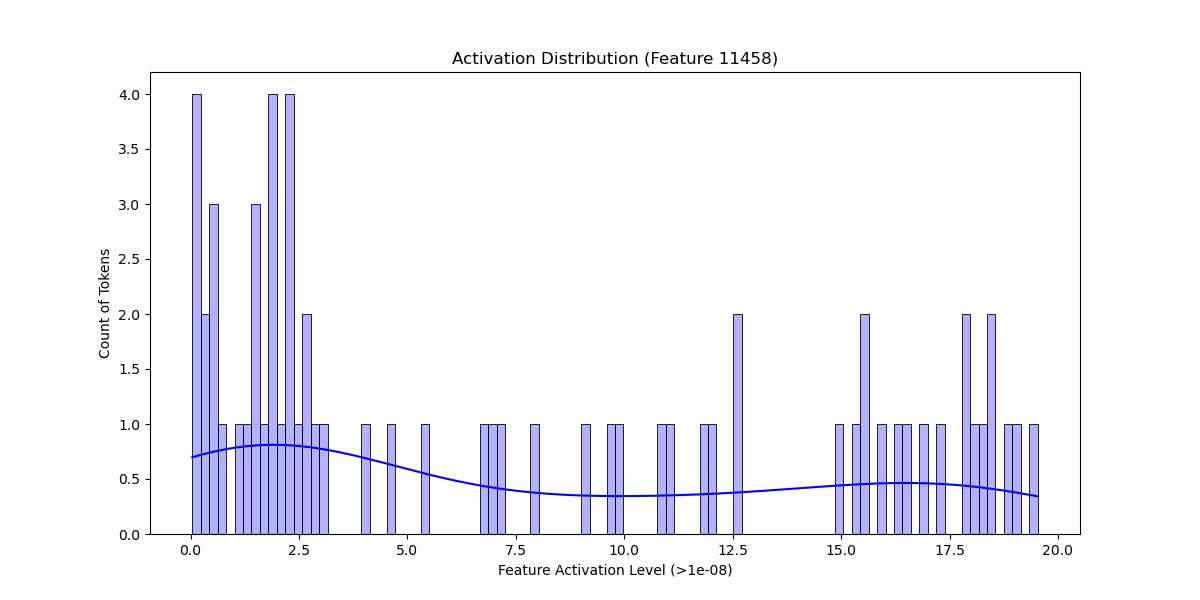 Activation Distribution (Feature 11458)
4.0
3.5
3.0
2.5
2.0
1.5
1.0
0.5
0.0
Count of Tokens
0.0 2.5 5.0 7.5 10.0 12.5 15.0 17.5 20.0
Feature Activation Level (>1e-08)